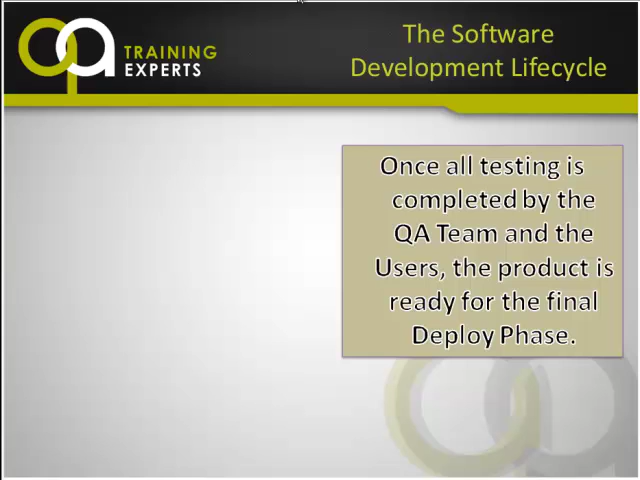 qa TRAINING
EXPERTS
The Software
Development Lifecycle
Once all testing is
completed by the
QA Team and the
Users, the product is
ready for the final
Deploy Phase.